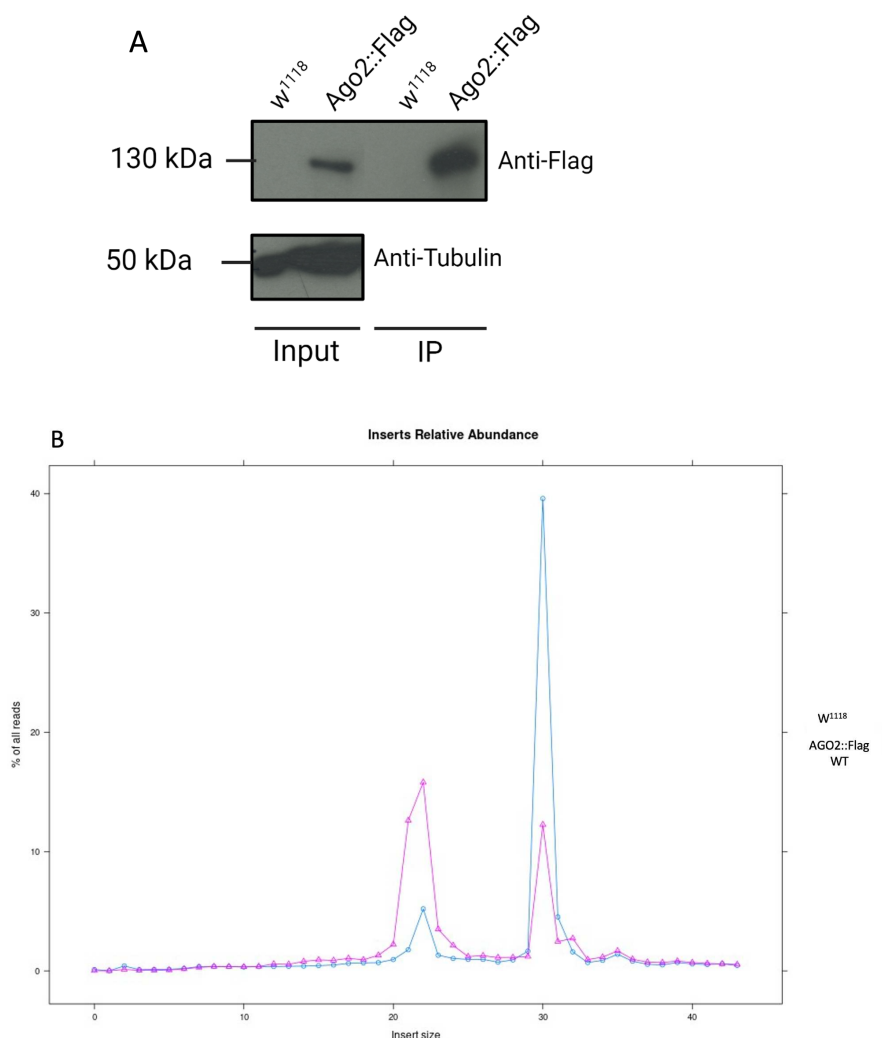 A
w¹¹¹⁸ Ago2::Flag w¹¹¹⁸ Ago2::Flag
130 kDa Anti-Flag
50 kDa Anti-Tubulin
Input IP
B
Inserts Relative Abundance
40
30
20
10
0
% of all reads
W¹¹¹⁸
AGO2::Flag
WT
0 10 20 30 40
Insert size